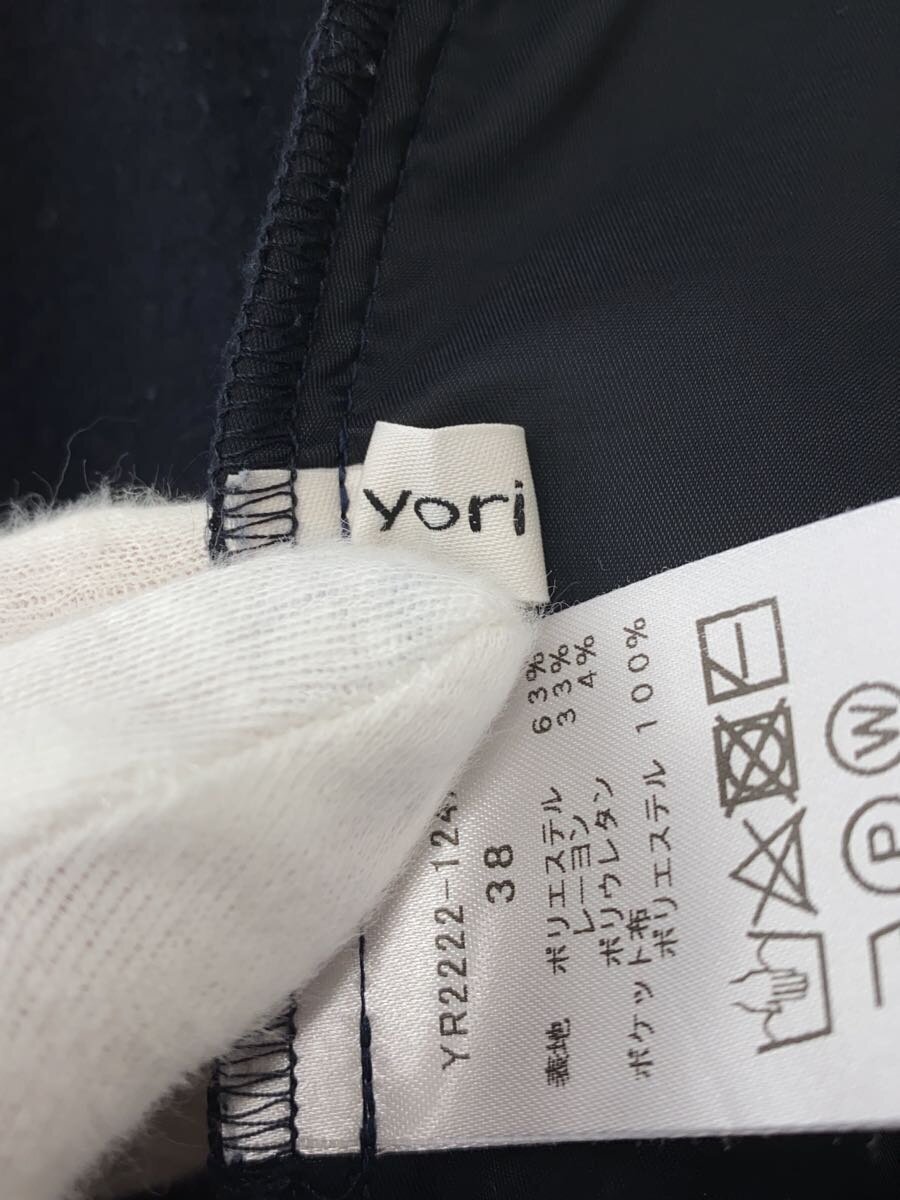 yori
YR2222-124
38
表地 ポリエステル 63%
レーヨン 33%
ポリウレタン 4%
ポケット布
ポリエステル 100%
W
P